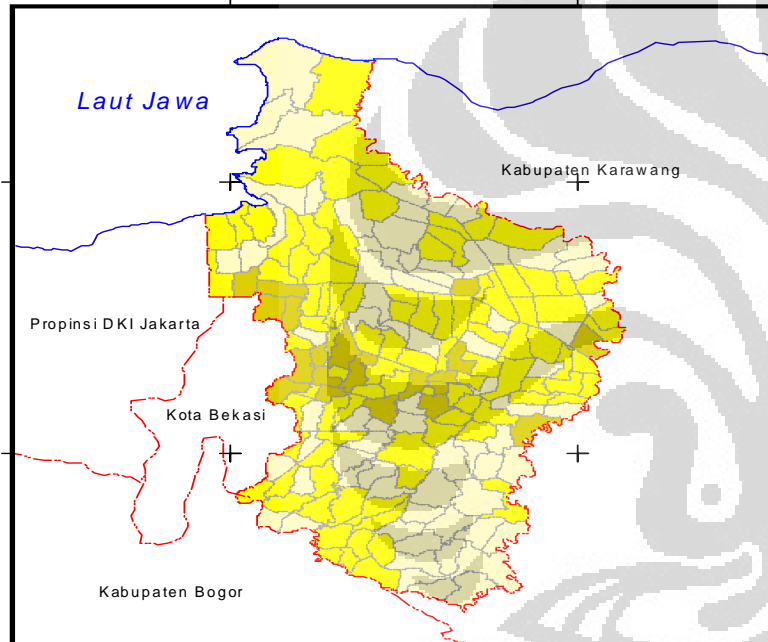 Laut Jawa
Kabupaten Karawang
Propinsi DKI Jakarta
Kota Bekasi
Kabupaten Bogor